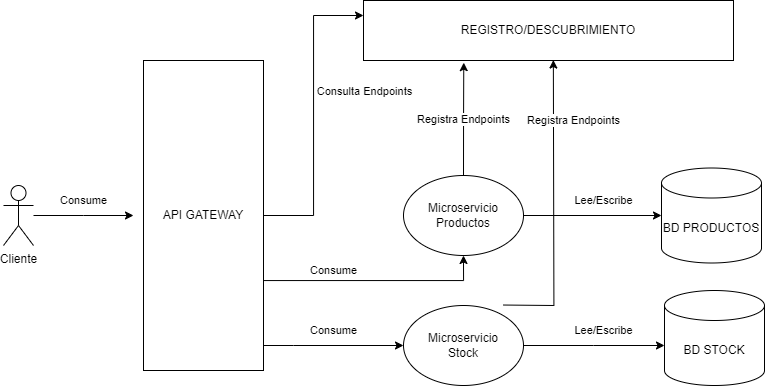 REGISTRO/DESCUBRIMIENTO
Consulta Endpoints
Registra Endpoints
Registra Endpoints
Consume
API GATEWAY
Cliente
Microservicio
Productos
Lee/Escribe
BD PRODUCTOS
Consume
Consume
Microservicio
Stock
Lee/Escribe
BD STOCK